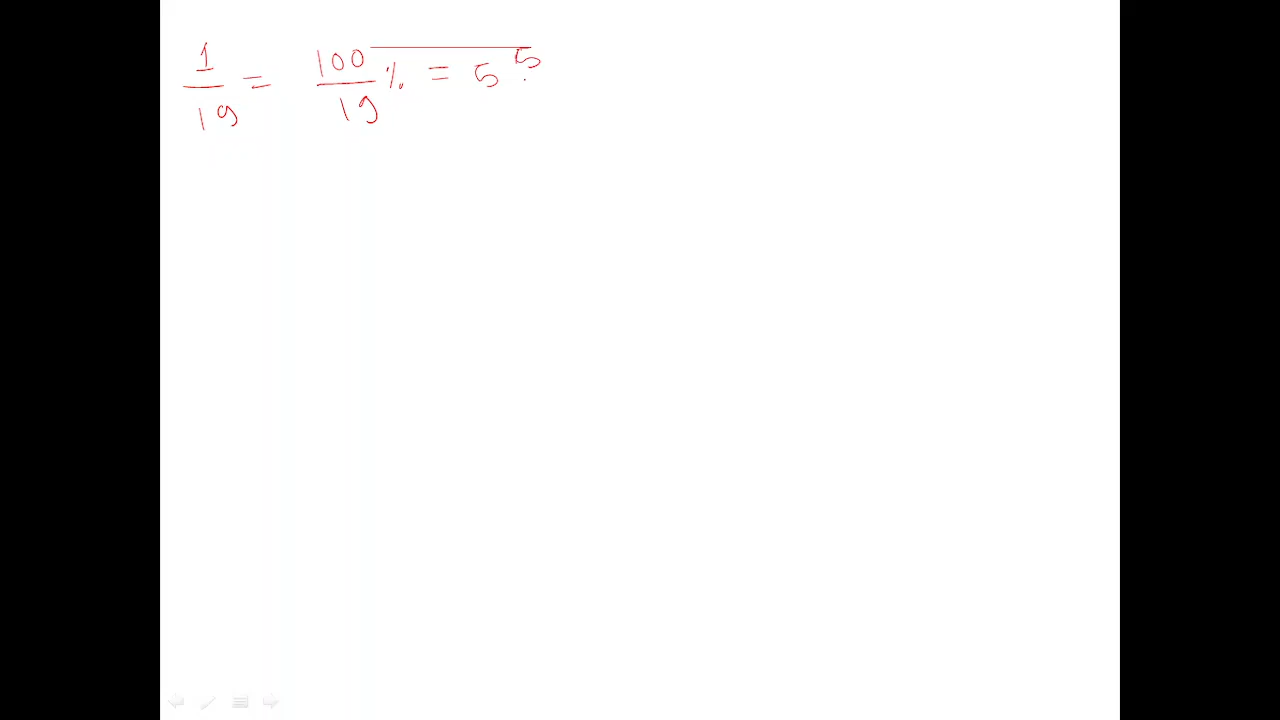 1/19 = 100/19 % = 5 5